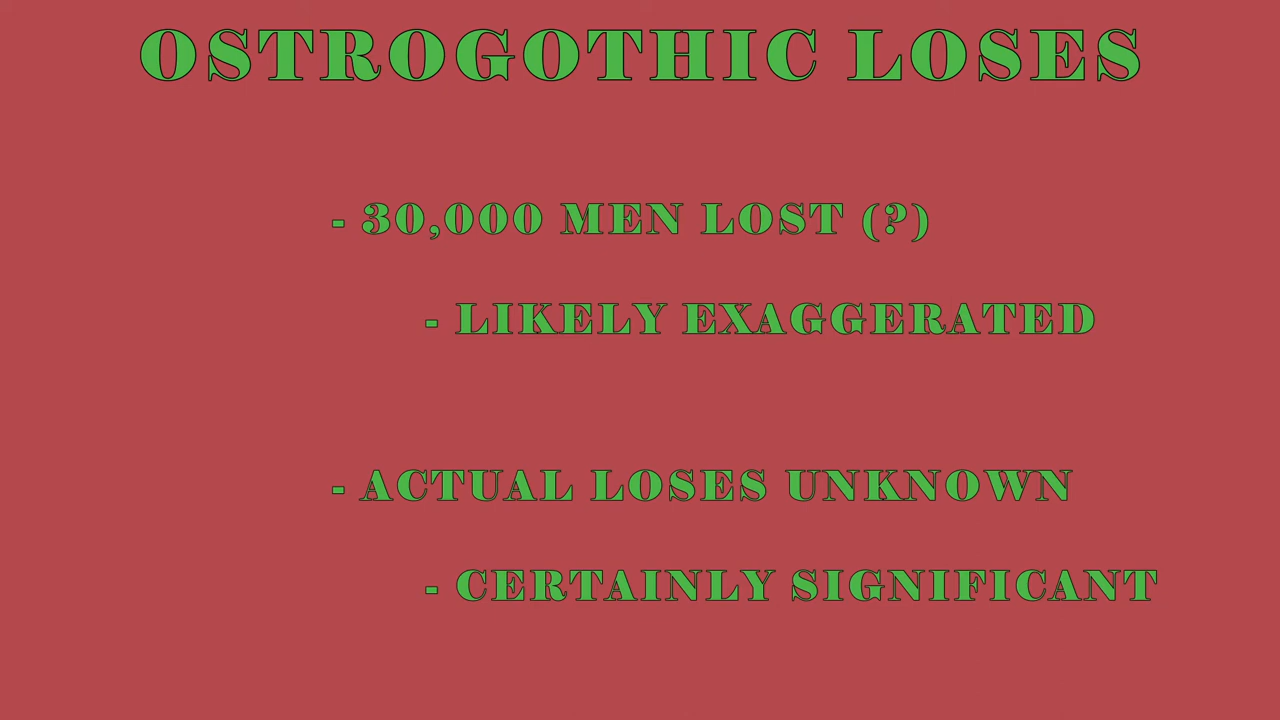 OSTROGOTHIC LOSES
- 30,000 MEN LOST (?)
- LIKELY EXAGGERATED
- ACTUAL LOSES UNKNOWN
- CERTAINLY SIGNIFICANT